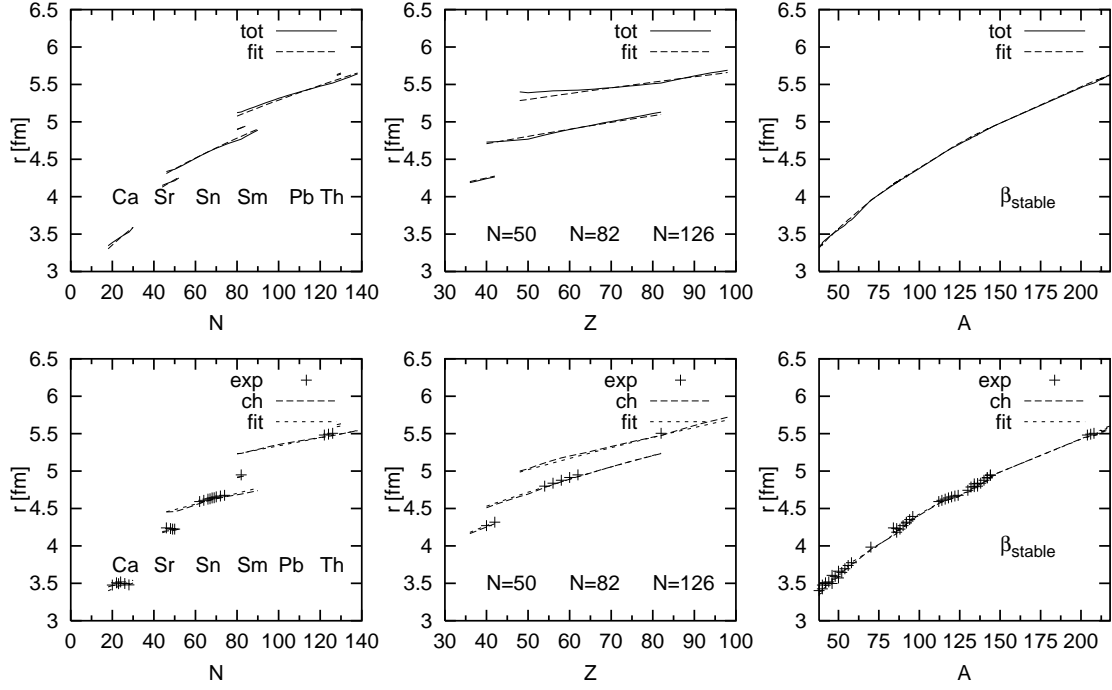 r [fm]
6.5
6
5.5
5
4.5
4
3.5
3
tot
fit
Ca Sr Sn Sm Pb Th
0 20 40 60 80 100 120 140
N
r [fm]
6.5
6
5.5
5
4.5
4
3.5
3
tot
fit
N=50 N=82 N=126
30 40 50 60 70 80 90 100
Z
r [fm]
6.5
6
5.5
5
4.5
4
3.5
3
tot
fit
βstable
50 75 100 125 150 175 200
A
r [fm]
6.5
6
5.5
5
4.5
4
3.5
3
exp
ch
fit
Ca Sr Sn Sm Pb Th
0 20 40 60 80 100 120 140
N
r [fm]
6.5
6
5.5
5
4.5
4
3.5
3
exp
ch
fit
N=50 N=82 N=126
30 40 50 60 70 80 90 100
Z
r [fm]
6.5
6
5.5
5
4.5
4
3.5
3
exp
ch
fit
βstable
50 75 100 125 150 175 200
A